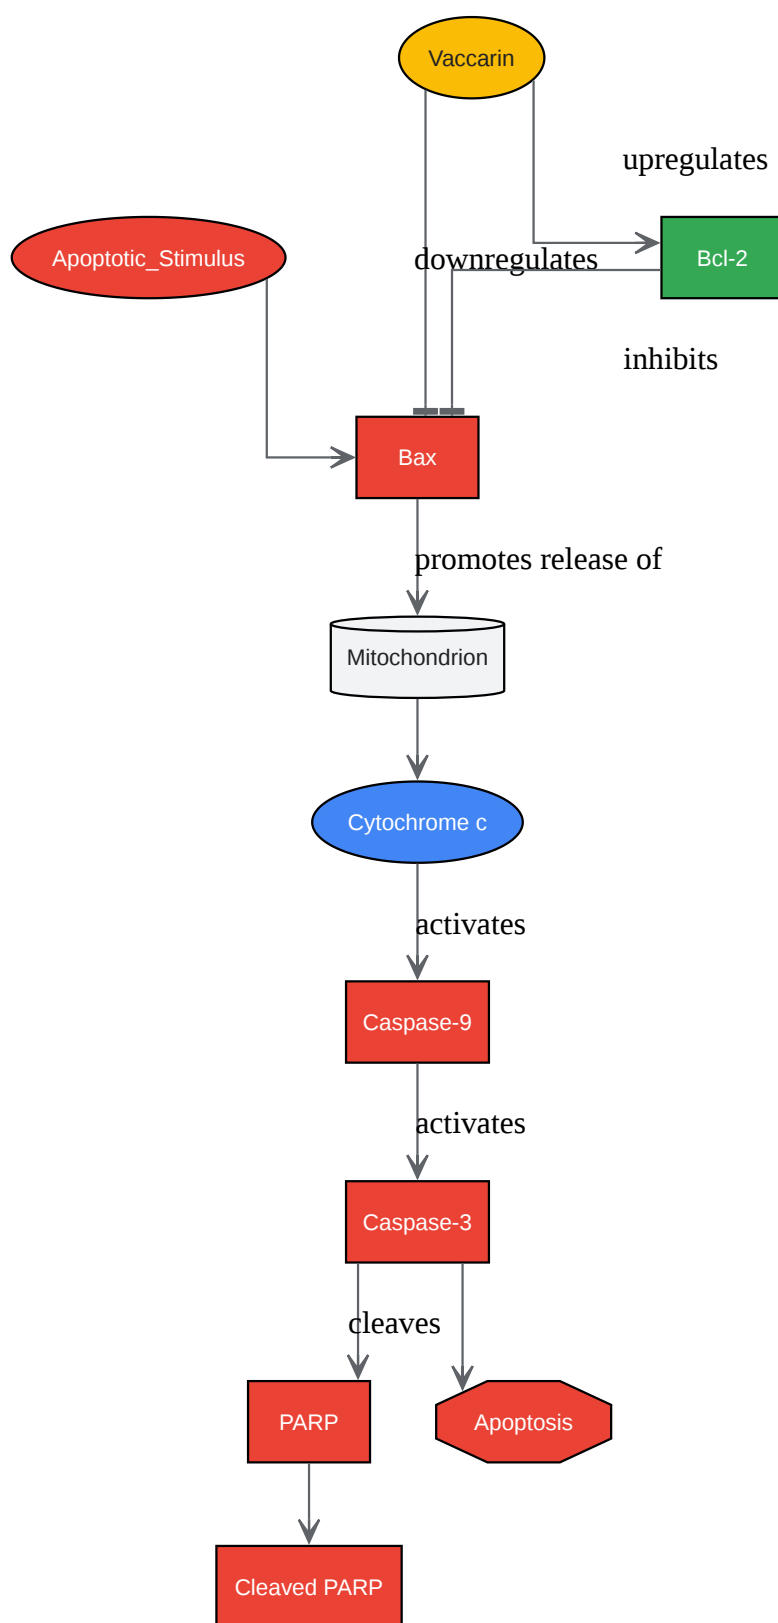 Vaccarin
upregulates
Apoptotic_Stimulus
downregulates
Bcl-2
inhibits
Bax
promotes release of
Mitochondrion
Cytochrome c
activates
Caspase-9
activates
Caspase-3
cleaves
PARP
Apoptosis
Cleaved PARP